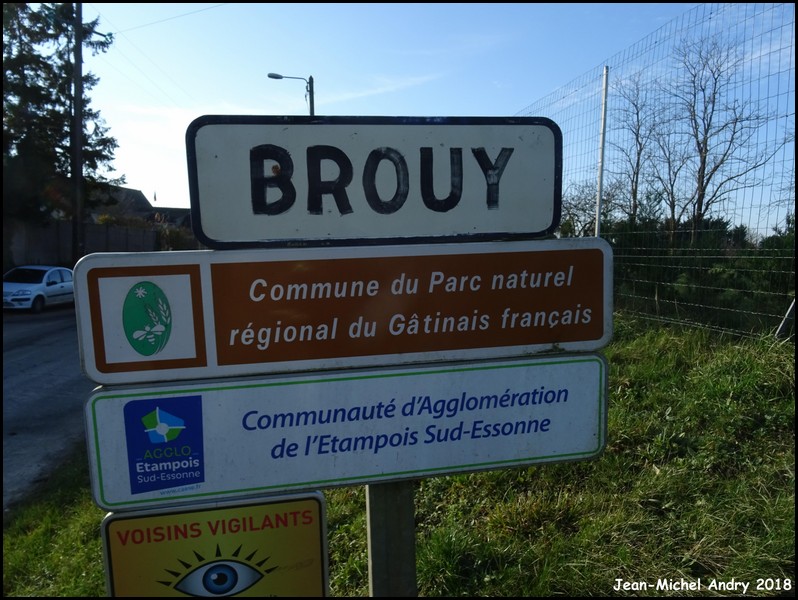 BROUY
Commune du Parc naturel
régional du Gâtinais français
Communauté d'Agglomération
de l'Etampois Sud-Essonne
AGGLO
Etampois
Sud-Essonne
VOISINS VIGILANTS
Jean-Michel Andry 2018